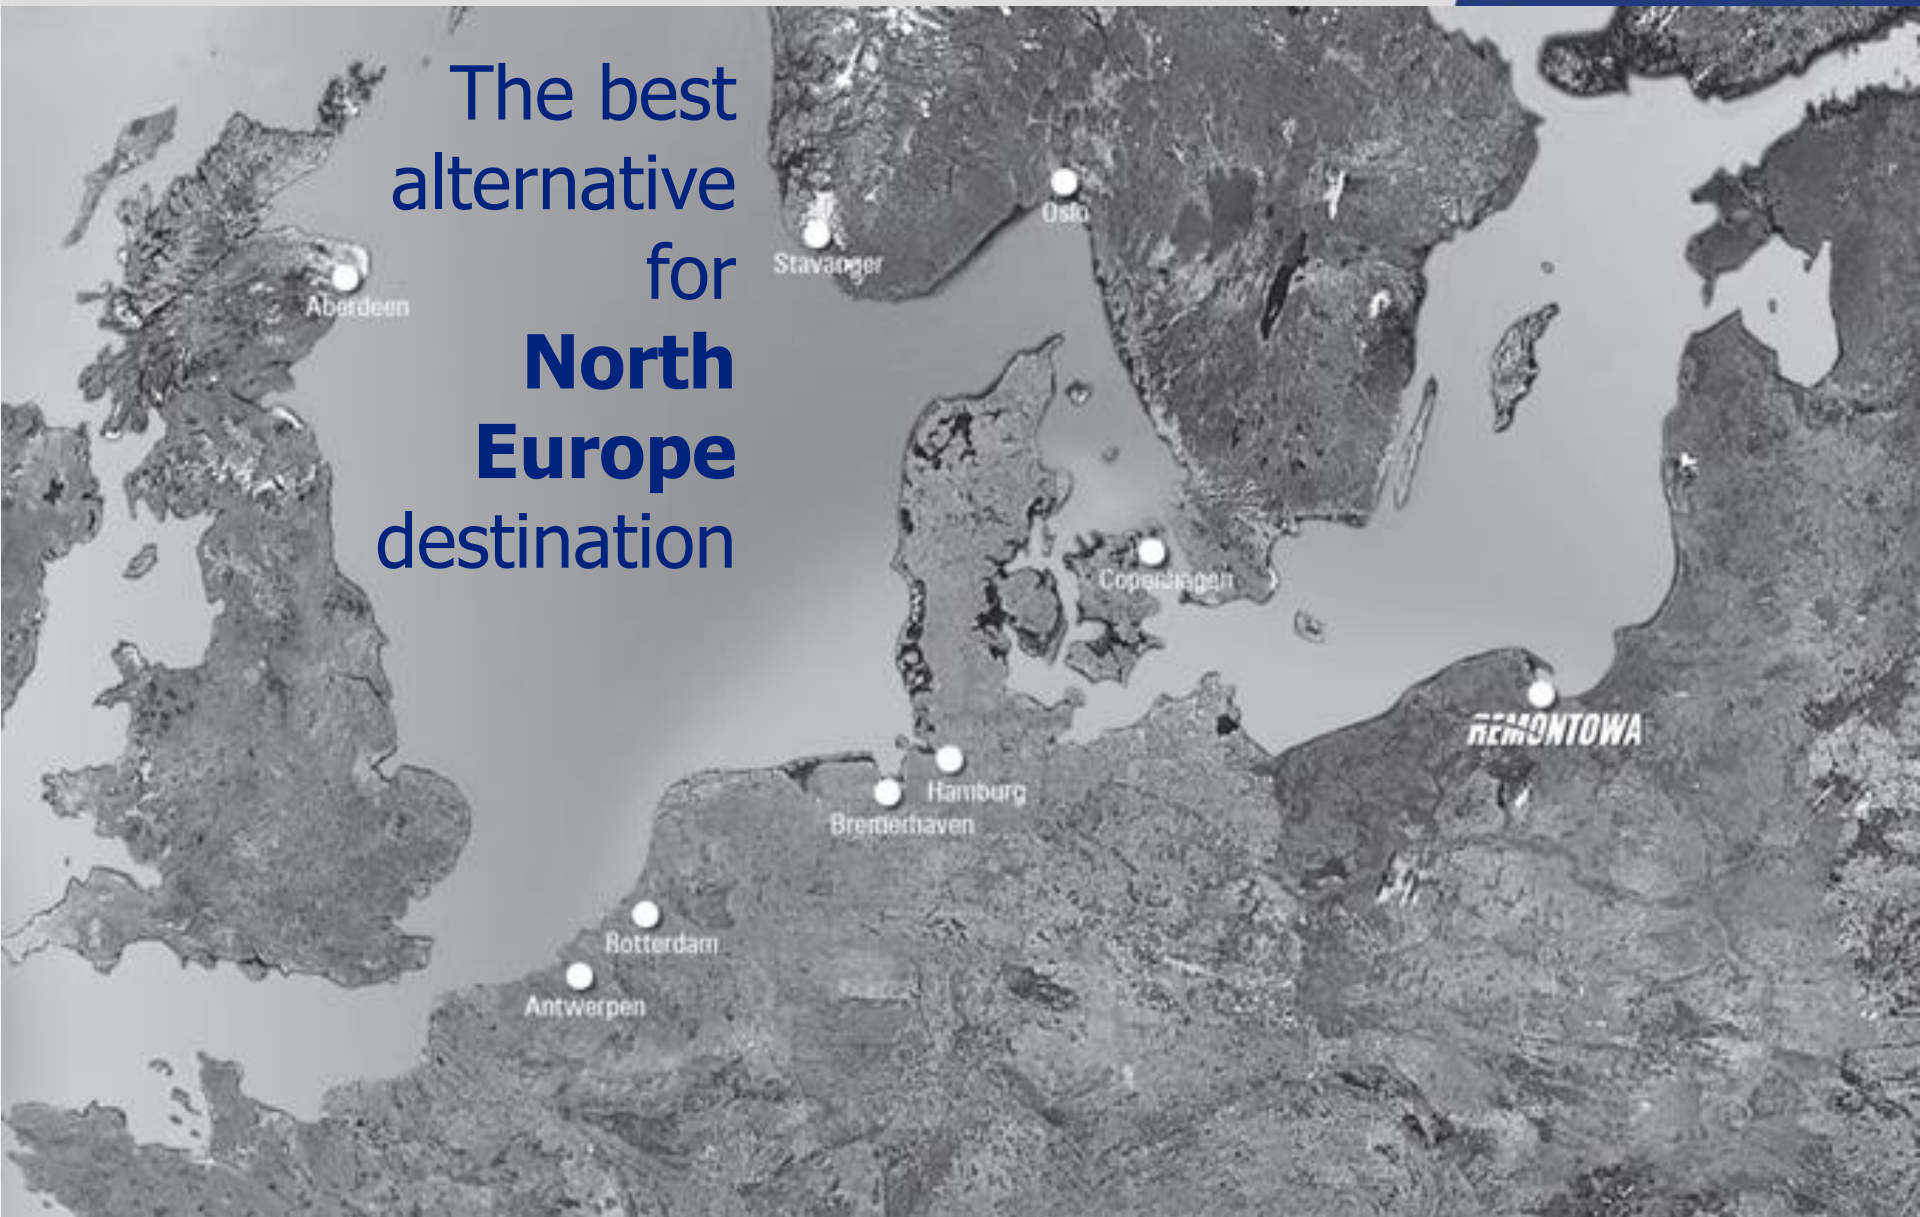 The best
alternative
for
North
Europe
destination
Oslo
Stavanger
Aberdeen
Copenhagen
REMONTOWA
Hamburg
Bremerhaven
Rotterdam
Antwerpen